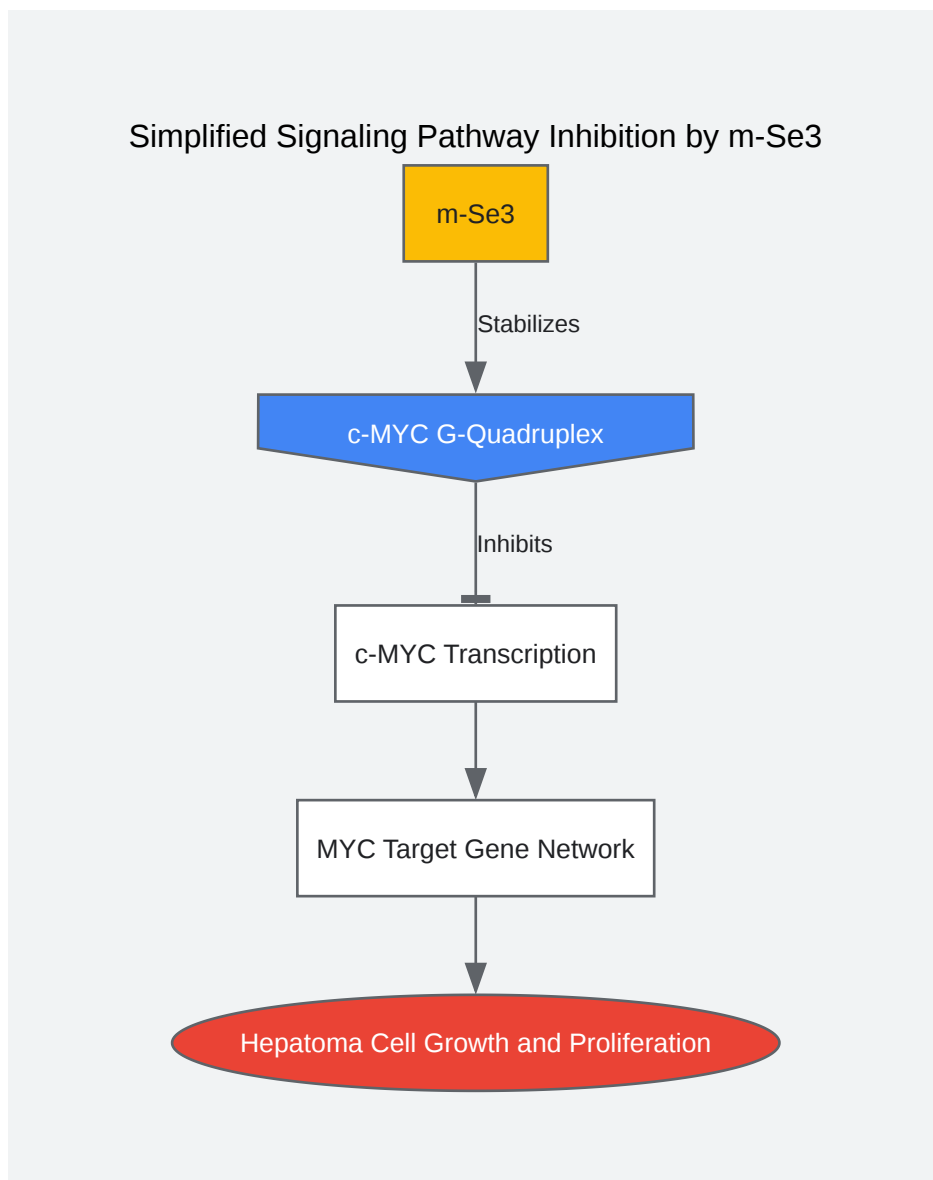 Simplified Signaling Pathway Inhibition by m-Se3
m-Se3
Stabilizes
c-MYC G-Quadruplex
Inhibits
c-MYC Transcription
MYC Target Gene Network
Hepatoma Cell Growth and Proliferation